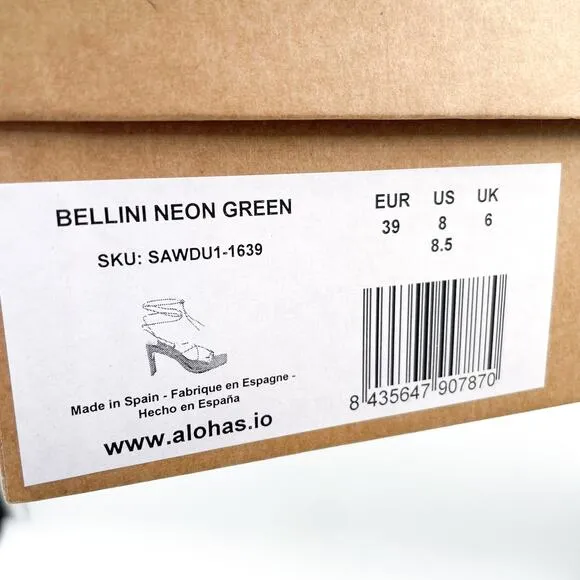 BELLINI NEON GREEN
SKU: SAWDU1-1639
EUR US UK
39 8 6
8.5
Made in Spain - Fabrique en Espagne -
Hecho en España
www.alohas.io
8 435647 907870